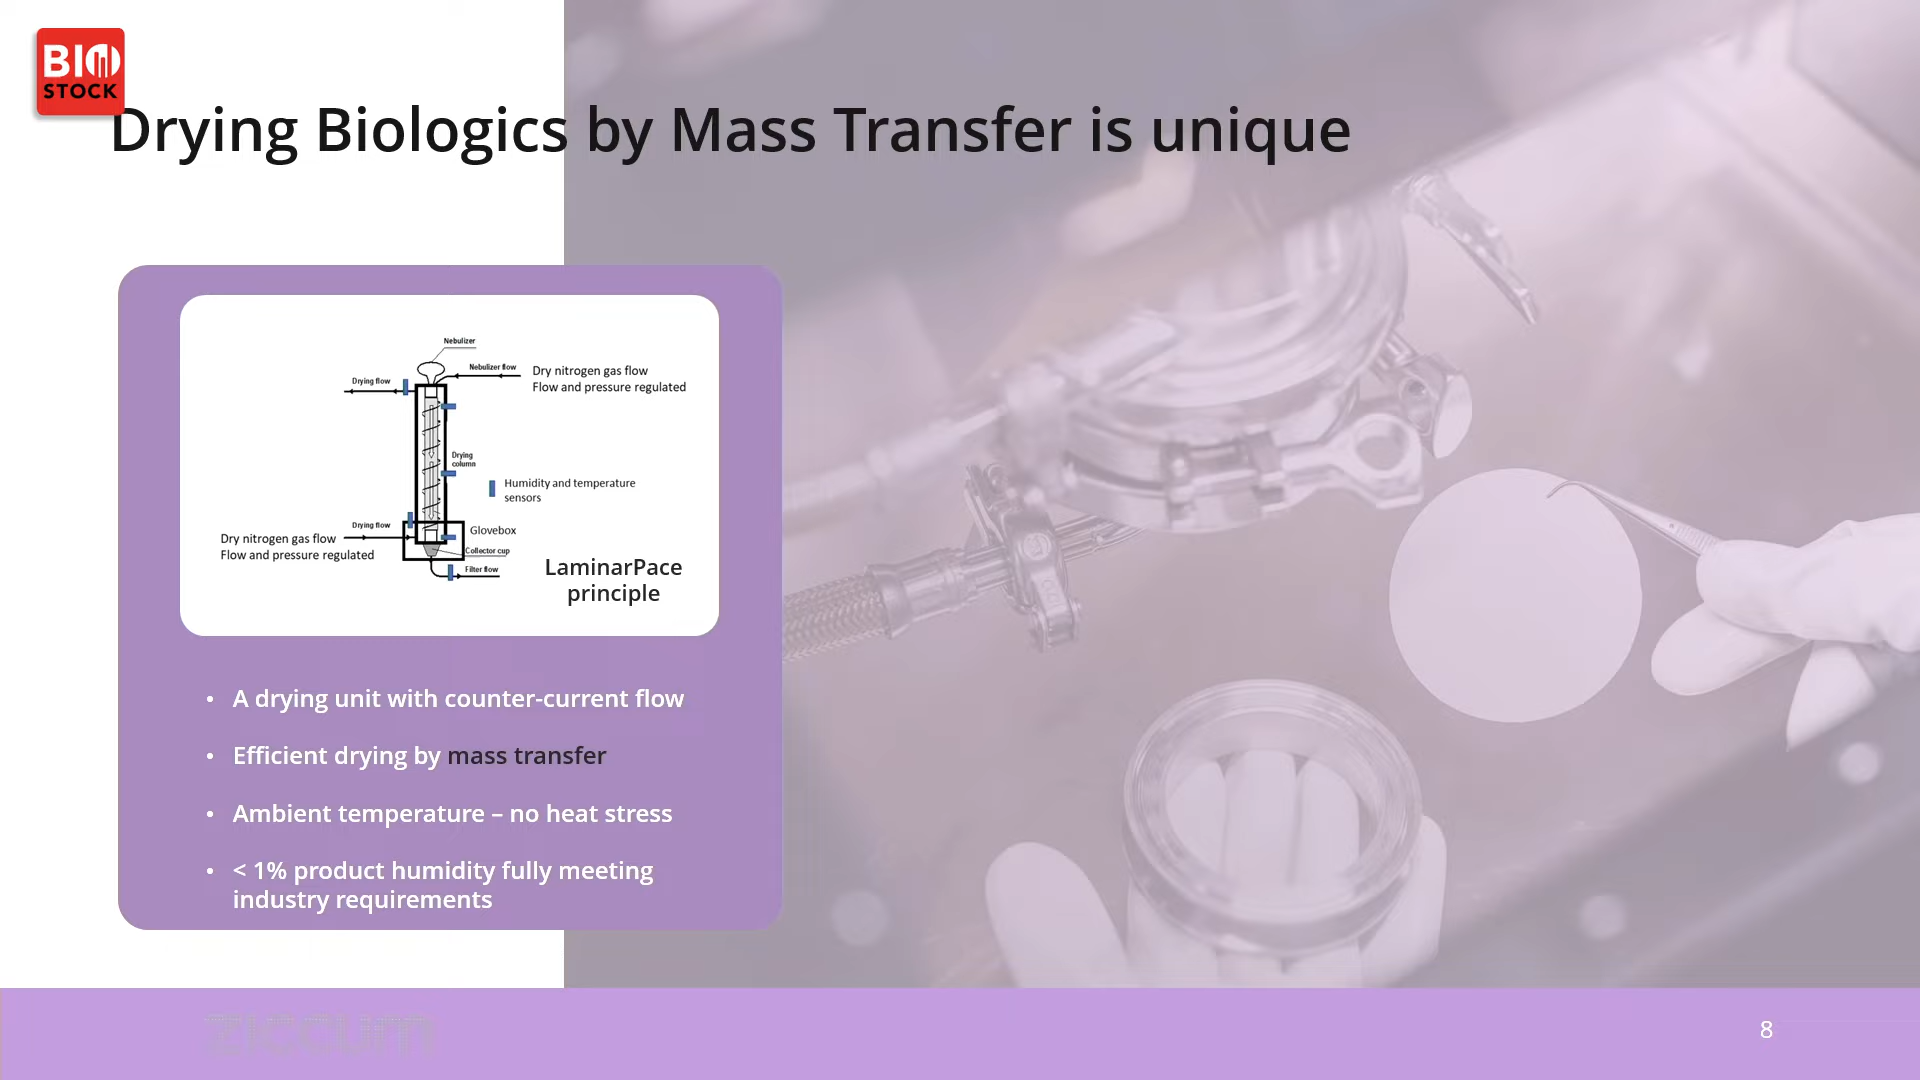 BIO
STOCK
Drying Biologics by Mass Transfer is unique
Nebulizer
Nebulizer flow
Dry nitrogen gas flow
Flow and pressure regulated
Drying flow
Drying
column
Humidity and temperature
sensors
Drying flow
Glovebox
Dry nitrogen gas flow
Flow and pressure regulated
Collector cup
Filter flow
LaminarPace
principle
• A drying unit with counter-current flow
• Efficient drying by mass transfer
• Ambient temperature – no heat stress
• < 1% product humidity fully meeting
industry requirements
ziccum
8